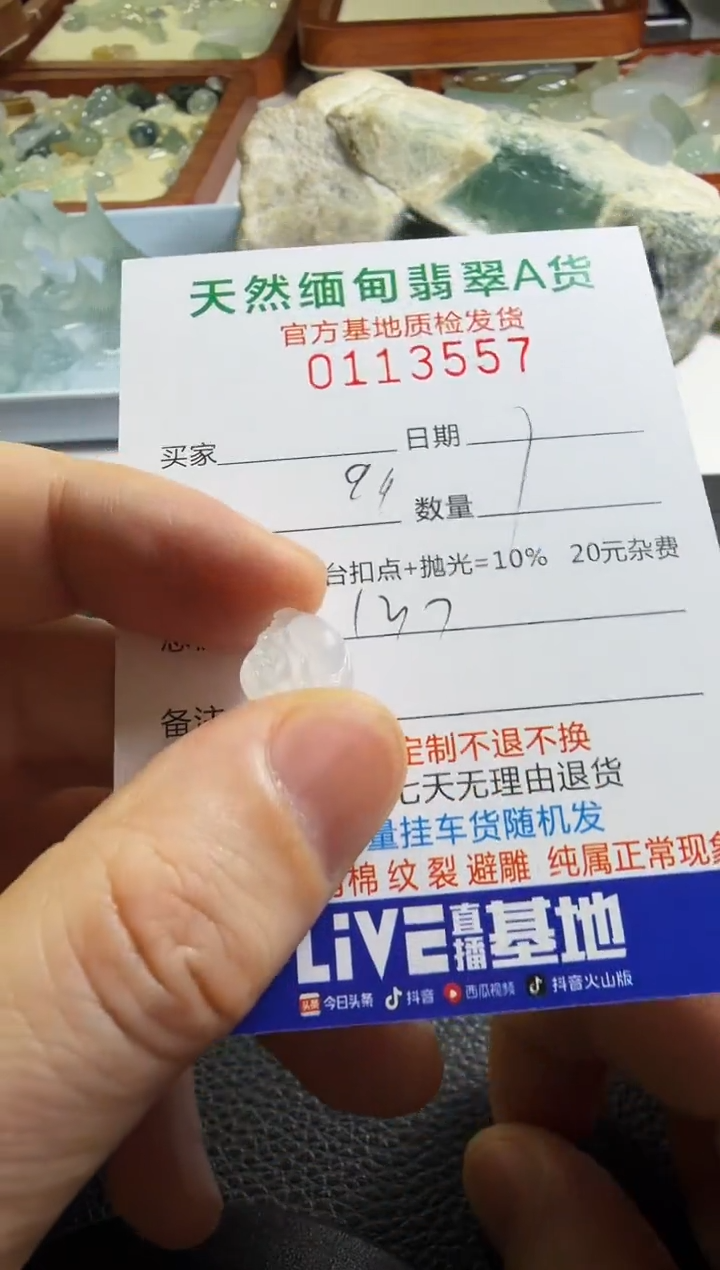 天然缅甸翡翠A货
官方基地质检发货
0113557
买家 日期
数量
台扣点+抛光=10% 20元杂费
备注
定制不退不换
七天无理由退货
量挂车货随机发
棉 纹 裂 避雕 纯属正常现象
LiVE直播基地
头条 今日头条 抖音 西瓜视频 抖音火山版